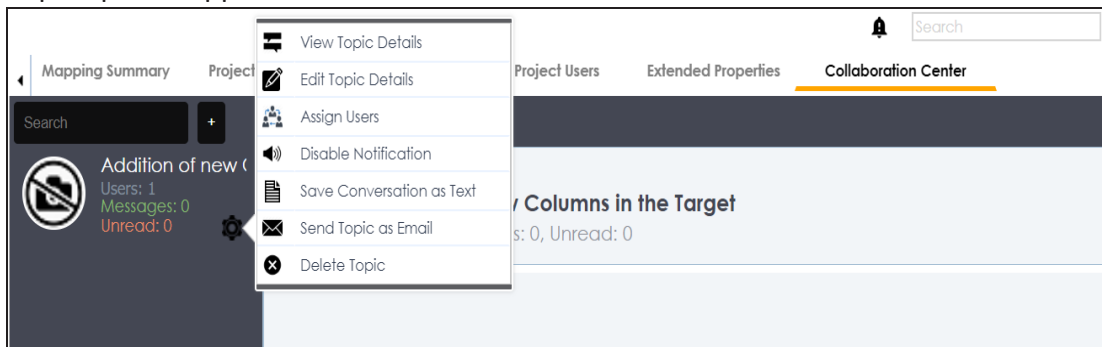 Search
Mapping Summary
Project
Project Users
Extended Properties
Collaboration Center
View Topic Details
Edit Topic Details
Assign Users
Disable Notification
Save Conversation as Text
Send Topic as Email
Delete Topic
Search
+
Addition of new
Users: 1
Messages: 0
Unread: 0
Columns in the Target
s: 0, Unread: 0